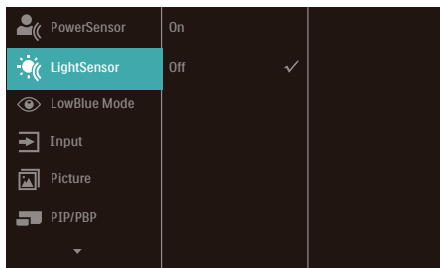 PowerSensor
On
LightSensor
Off
LowBlue Mode
Input
Picture
PIP/PBP